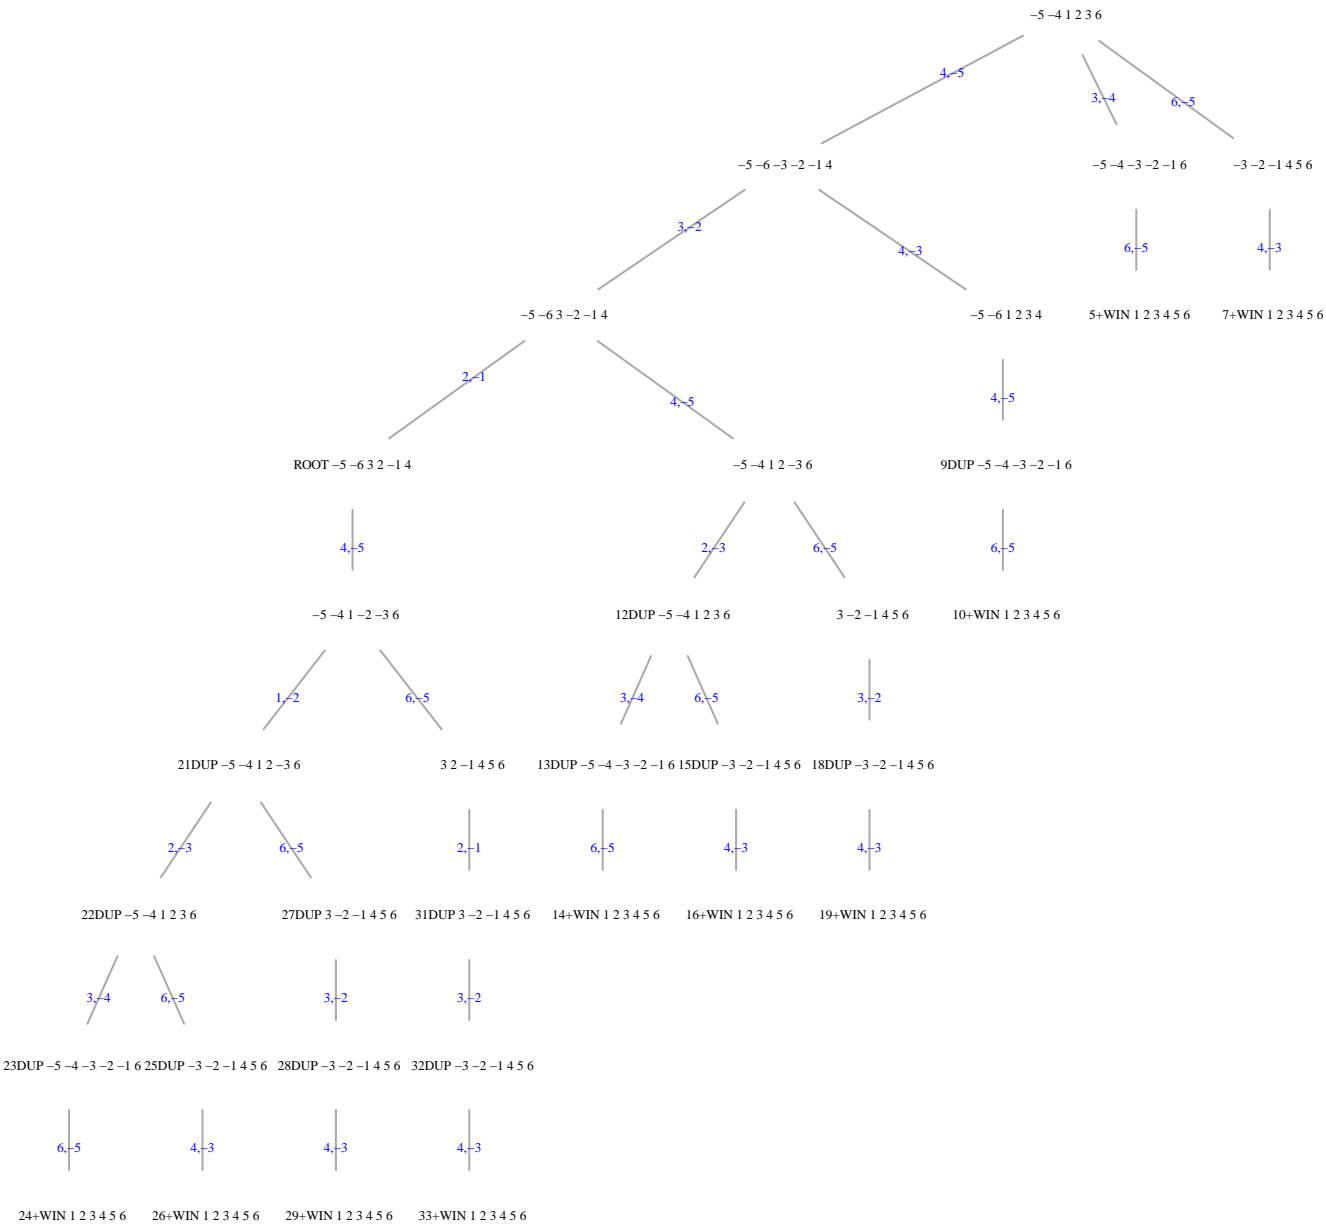 −5 −4 1 2 3 6
4,−5
3,−4
6,−5
−5 −6 −3 −2 −1 4
−5 −4 −3 −2 −1 6
−3 −2 −1 4 5 6
3,−2
4,−3
6,−5
4,−3
−5 −6 3 −2 −1 4
−5 −6 1 2 3 4
5+WIN 1 2 3 4 5 6
7+WIN 1 2 3 4 5 6
2,−1
4,−5
4,−5
ROOT −5 −6 3 2 −1 4
−5 −4 1 2 −3 6
9DUP −5 −4 −3 −2 −1 6
4,−5
2,−3
6,−5
6,−5
−5 −4 1 −2 −3 6
12DUP −5 −4 1 2 3 6
3 −2 −1 4 5 6
10+WIN 1 2 3 4 5 6
1,−2
6,−5
3,−4
6,−5
3,−2
21DUP −5 −4 1 2 −3 6
3 2 −1 4 5 6
13DUP −5 −4 −3 −2 −1 6
15DUP −3 −2 −1 4 5 6
18DUP −3 −2 −1 4 5 6
2,−3
6,−5
2,−1
6,−5
4,−3
4,−3
22DUP −5 −4 1 2 3 6
27DUP 3 −2 −1 4 5 6
31DUP 3 −2 −1 4 5 6
14+WIN 1 2 3 4 5 6
16+WIN 1 2 3 4 5 6
19+WIN 1 2 3 4 5 6
3,−4
6,−5
3,−2
3,−2
23DUP −5 −4 −3 −2 −1 6
25DUP −3 −2 −1 4 5 6
28DUP −3 −2 −1 4 5 6
32DUP −3 −2 −1 4 5 6
6,−5
4,−3
4,−3
4,−3
24+WIN 1 2 3 4 5 6
26+WIN 1 2 3 4 5 6
29+WIN 1 2 3 4 5 6
33+WIN 1 2 3 4 5 6